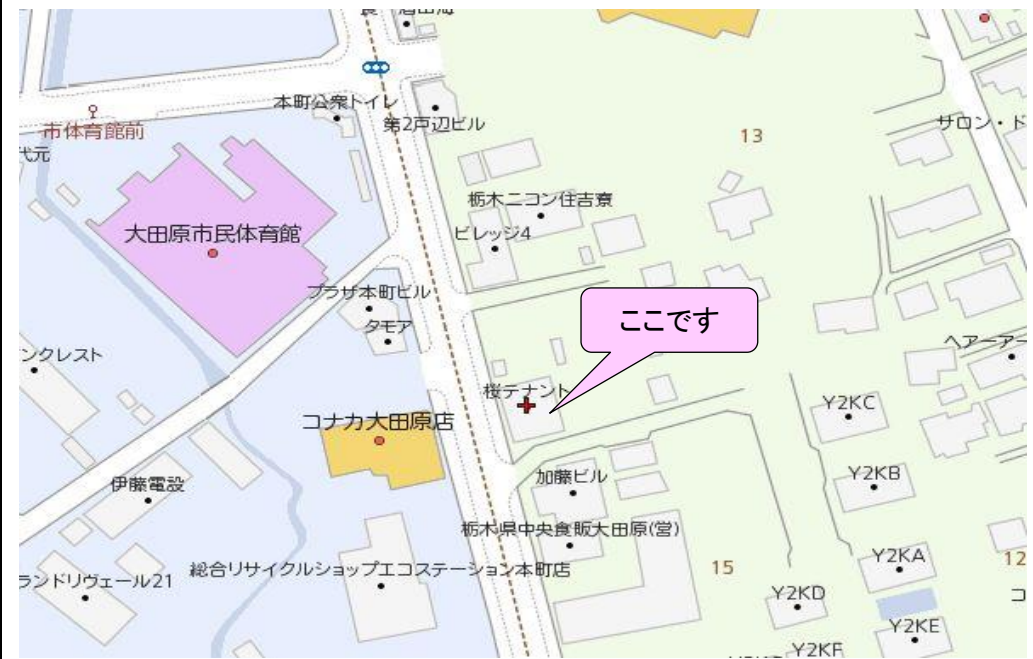 本町公衆トイレ
第2戸辺ビル
市体育館前
代元
13
サロン・ド
栃木ニコン住吉寮
大田原市民体育館
ビレッジ4
プラザ本町ビル
ここです
タモア
ンクレスト
ヘアーアー
桜テナント
Y2KC
コナカ大田原店
伊藤電設
加藤ビル
Y2KB
栃木県中央食販大田原(営)
Y2KA
12
総合リサイクルショップエコステーション本町店
15
ランドリヴェール21
Y2KD
コ
Y2KE
Y2KF